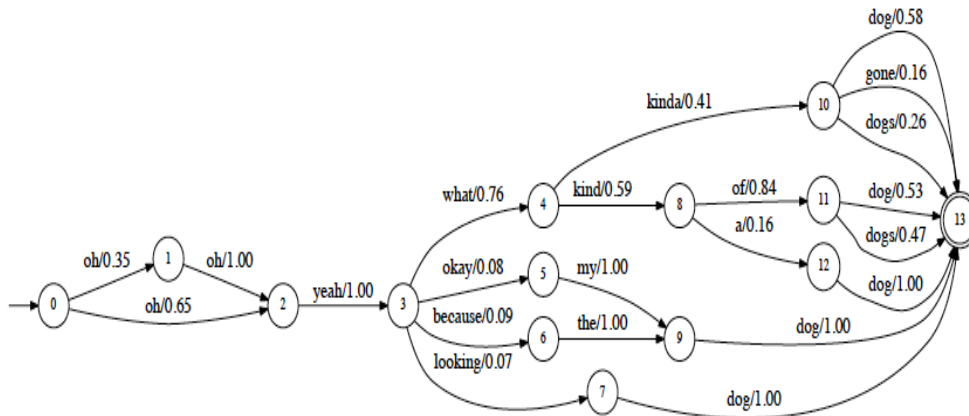 dog/0.58
gone/0.16
kinda/0.41
10
dogs/0.26
what/0.76
4
kind/0.59
8
of/0.84
11
dog/0.53
13
a/0.16
dogs/0.47
oh/0.35
1
oh/1.00
okay/0.08
5
my/1.00
12
dog/1.00
0
oh/0.65
2
yeah/1.00
3
because/0.09
6
the/1.00
9
dog/1.00
looking/0.07
7
dog/1.00